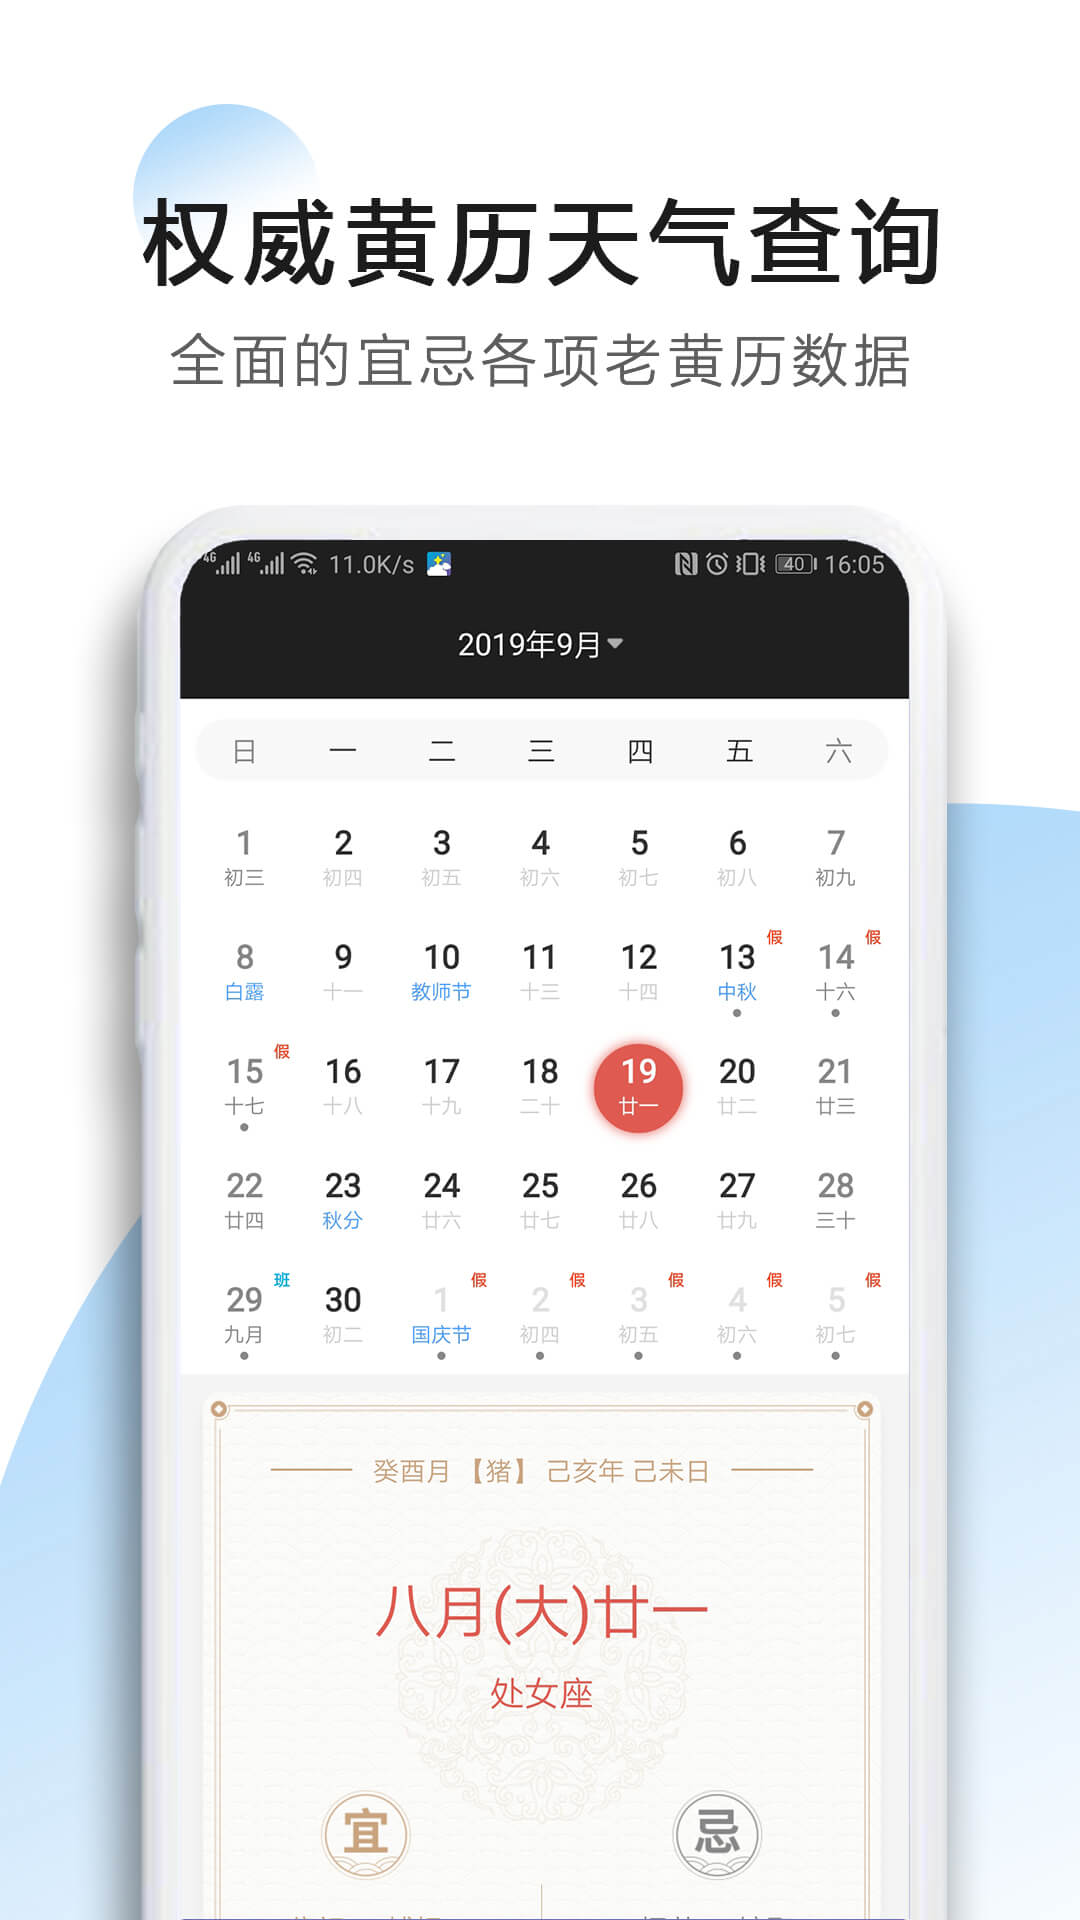 权威黄历天气查询
全面的宜忌各项老黄历数据
4G 4G 11.0K/s 40 16:05
2019年9月
日 一 二 三 四 五 六
1 2 3 4 5 6 7
初三 初四 初五 初六 初七 初八 初九
假 假
8 9 10 11 12 13 14
白露 十一 教师节 十三 十四 中秋 十六
假
15 16 17 18 19 20 21
十七 十八 十九 二十 廿一 廿二 廿三
22 23 24 25 26 27 28
廿四 秋分 廿六 廿七 廿八 廿九 三十
班 假 假 假 假 假
29 30 1 2 3 4 5
九月 初二 国庆节 初四 初五 初六 初七
癸酉月 【猪】 己亥年 己未日
八月(大)廿一
处女座
宜 忌